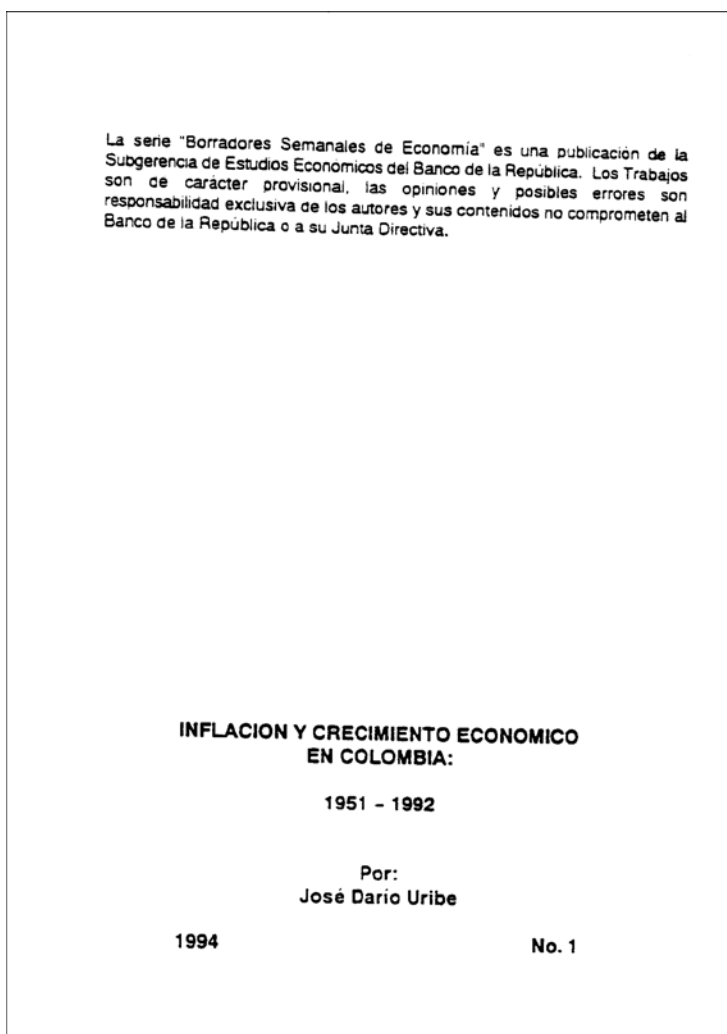 La serie "Borradores Semanales de Economía" es una publicación de la
Subgerencia de Estudios Económicos del Banco de la República. Los Trabajos
son de carácter provisional, las opiniones y posibles errores son
responsabilidad exclusiva de los autores y sus contenidos no comprometen al
Banco de la República o a su Junta Directiva.
INFLACION Y CRECIMIENTO ECONOMICO
EN COLOMBIA:
1951 - 1992
Por:
José Darío Uribe
1994 No. 1